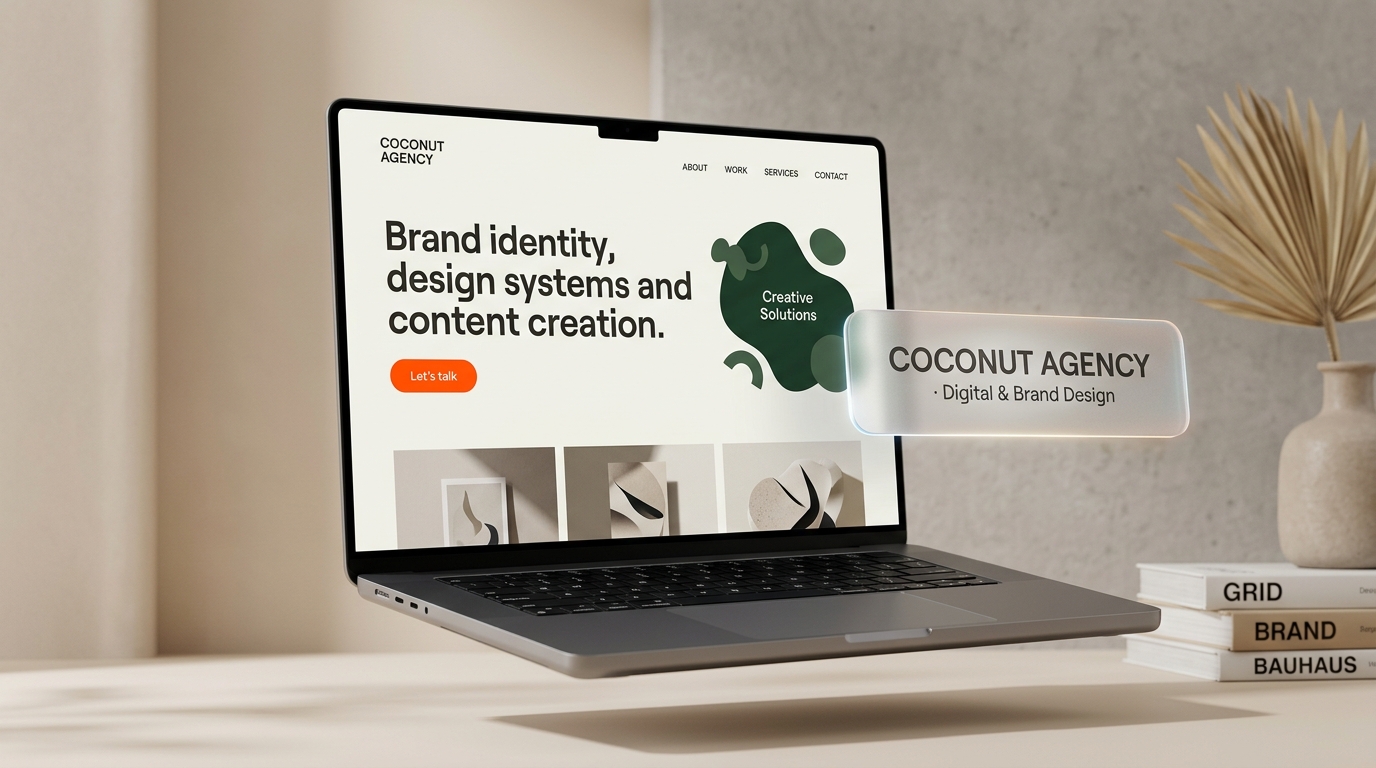 COCONUT
AGENCY
ABOUT WORK SERVICES CONTACT
Brand identity,
design systems and
content creation.
Let's talk
Creative
Solutions
COCONUT AGENCY
· Digital & Brand Design
GRID
BRAND
BAUHAUS